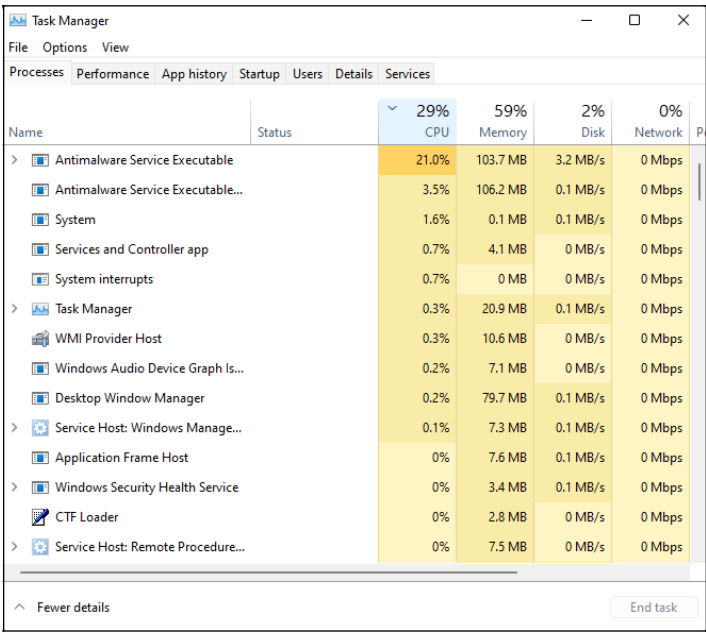 Task Manager
File Options View
Processes Performance App history Startup Users Details Services
29% 59% 2% 0%
Name Status CPU Memory Disk Network
Antimalware Service Executable 21.0% 103.7 MB 3.2 MB/s 0 Mbps
Antimalware Service Executable... 3.5% 106.2 MB 0.1 MB/s 0 Mbps
System 1.6% 0.1 MB 0.1 MB/s 0 Mbps
Services and Controller app 0.7% 4.1 MB 0 MB/s 0 Mbps
System interrupts 0.7% 0 MB 0 MB/s 0 Mbps
Task Manager 0.3% 20.9 MB 0.1 MB/s 0 Mbps
WMI Provider Host 0.3% 10.6 MB 0 MB/s 0 Mbps
Windows Audio Device Graph Is... 0.2% 7.1 MB 0 MB/s 0 Mbps
Desktop Window Manager 0.2% 79.7 MB 0.1 MB/s 0 Mbps
Service Host: Windows Manage... 0.1% 7.3 MB 0.1 MB/s 0 Mbps
Application Frame Host 0% 7.6 MB 0.1 MB/s 0 Mbps
Windows Security Health Service 0% 3.4 MB 0.1 MB/s 0 Mbps
CTF Loader 0% 2.8 MB 0 MB/s 0 Mbps
Service Host: Remote Procedure... 0% 7.5 MB 0 MB/s 0 Mbps
Fewer details End task